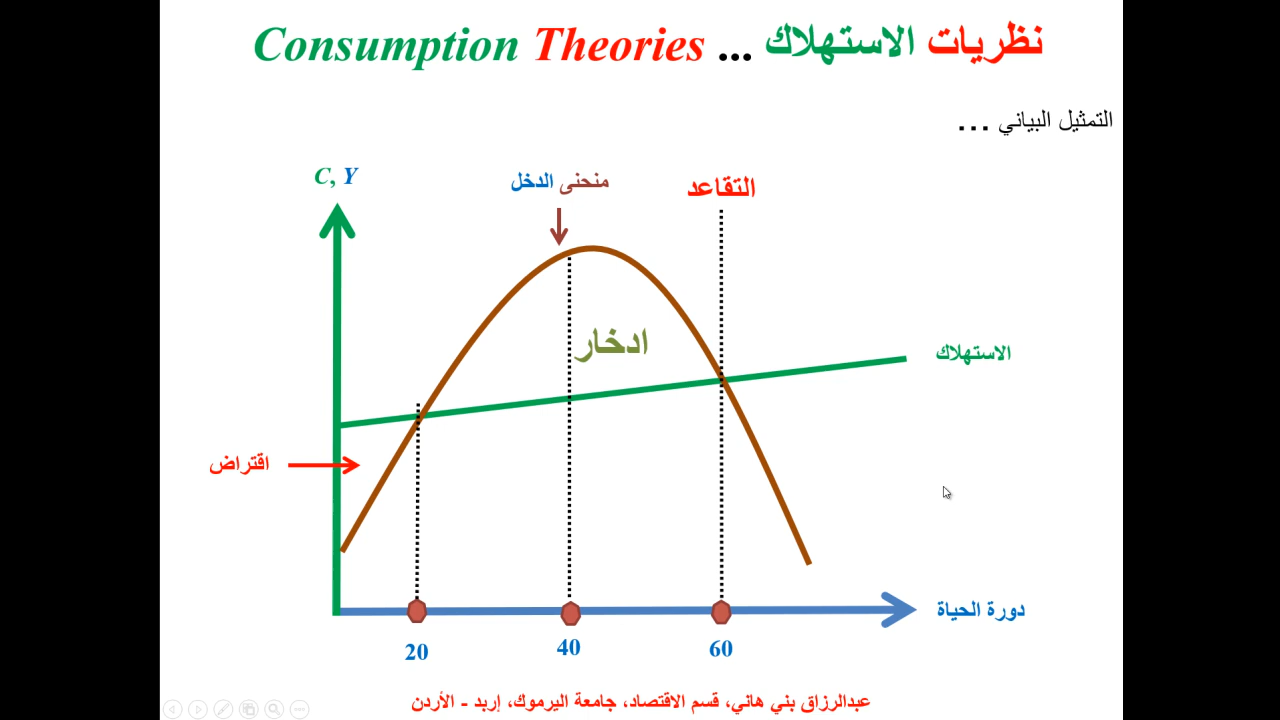 نظريات الاستهلاك ... Consumption Theories
التمثيل البياني ...
C, Y
منحنى الدخل
التقاعد
ادخار
الاستهلاك
اقتراض
دورة الحياة
20
40
60
عبدالرزاق بني هاني، قسم الاقتصاد، جامعة اليرموك، إربد - الأردن